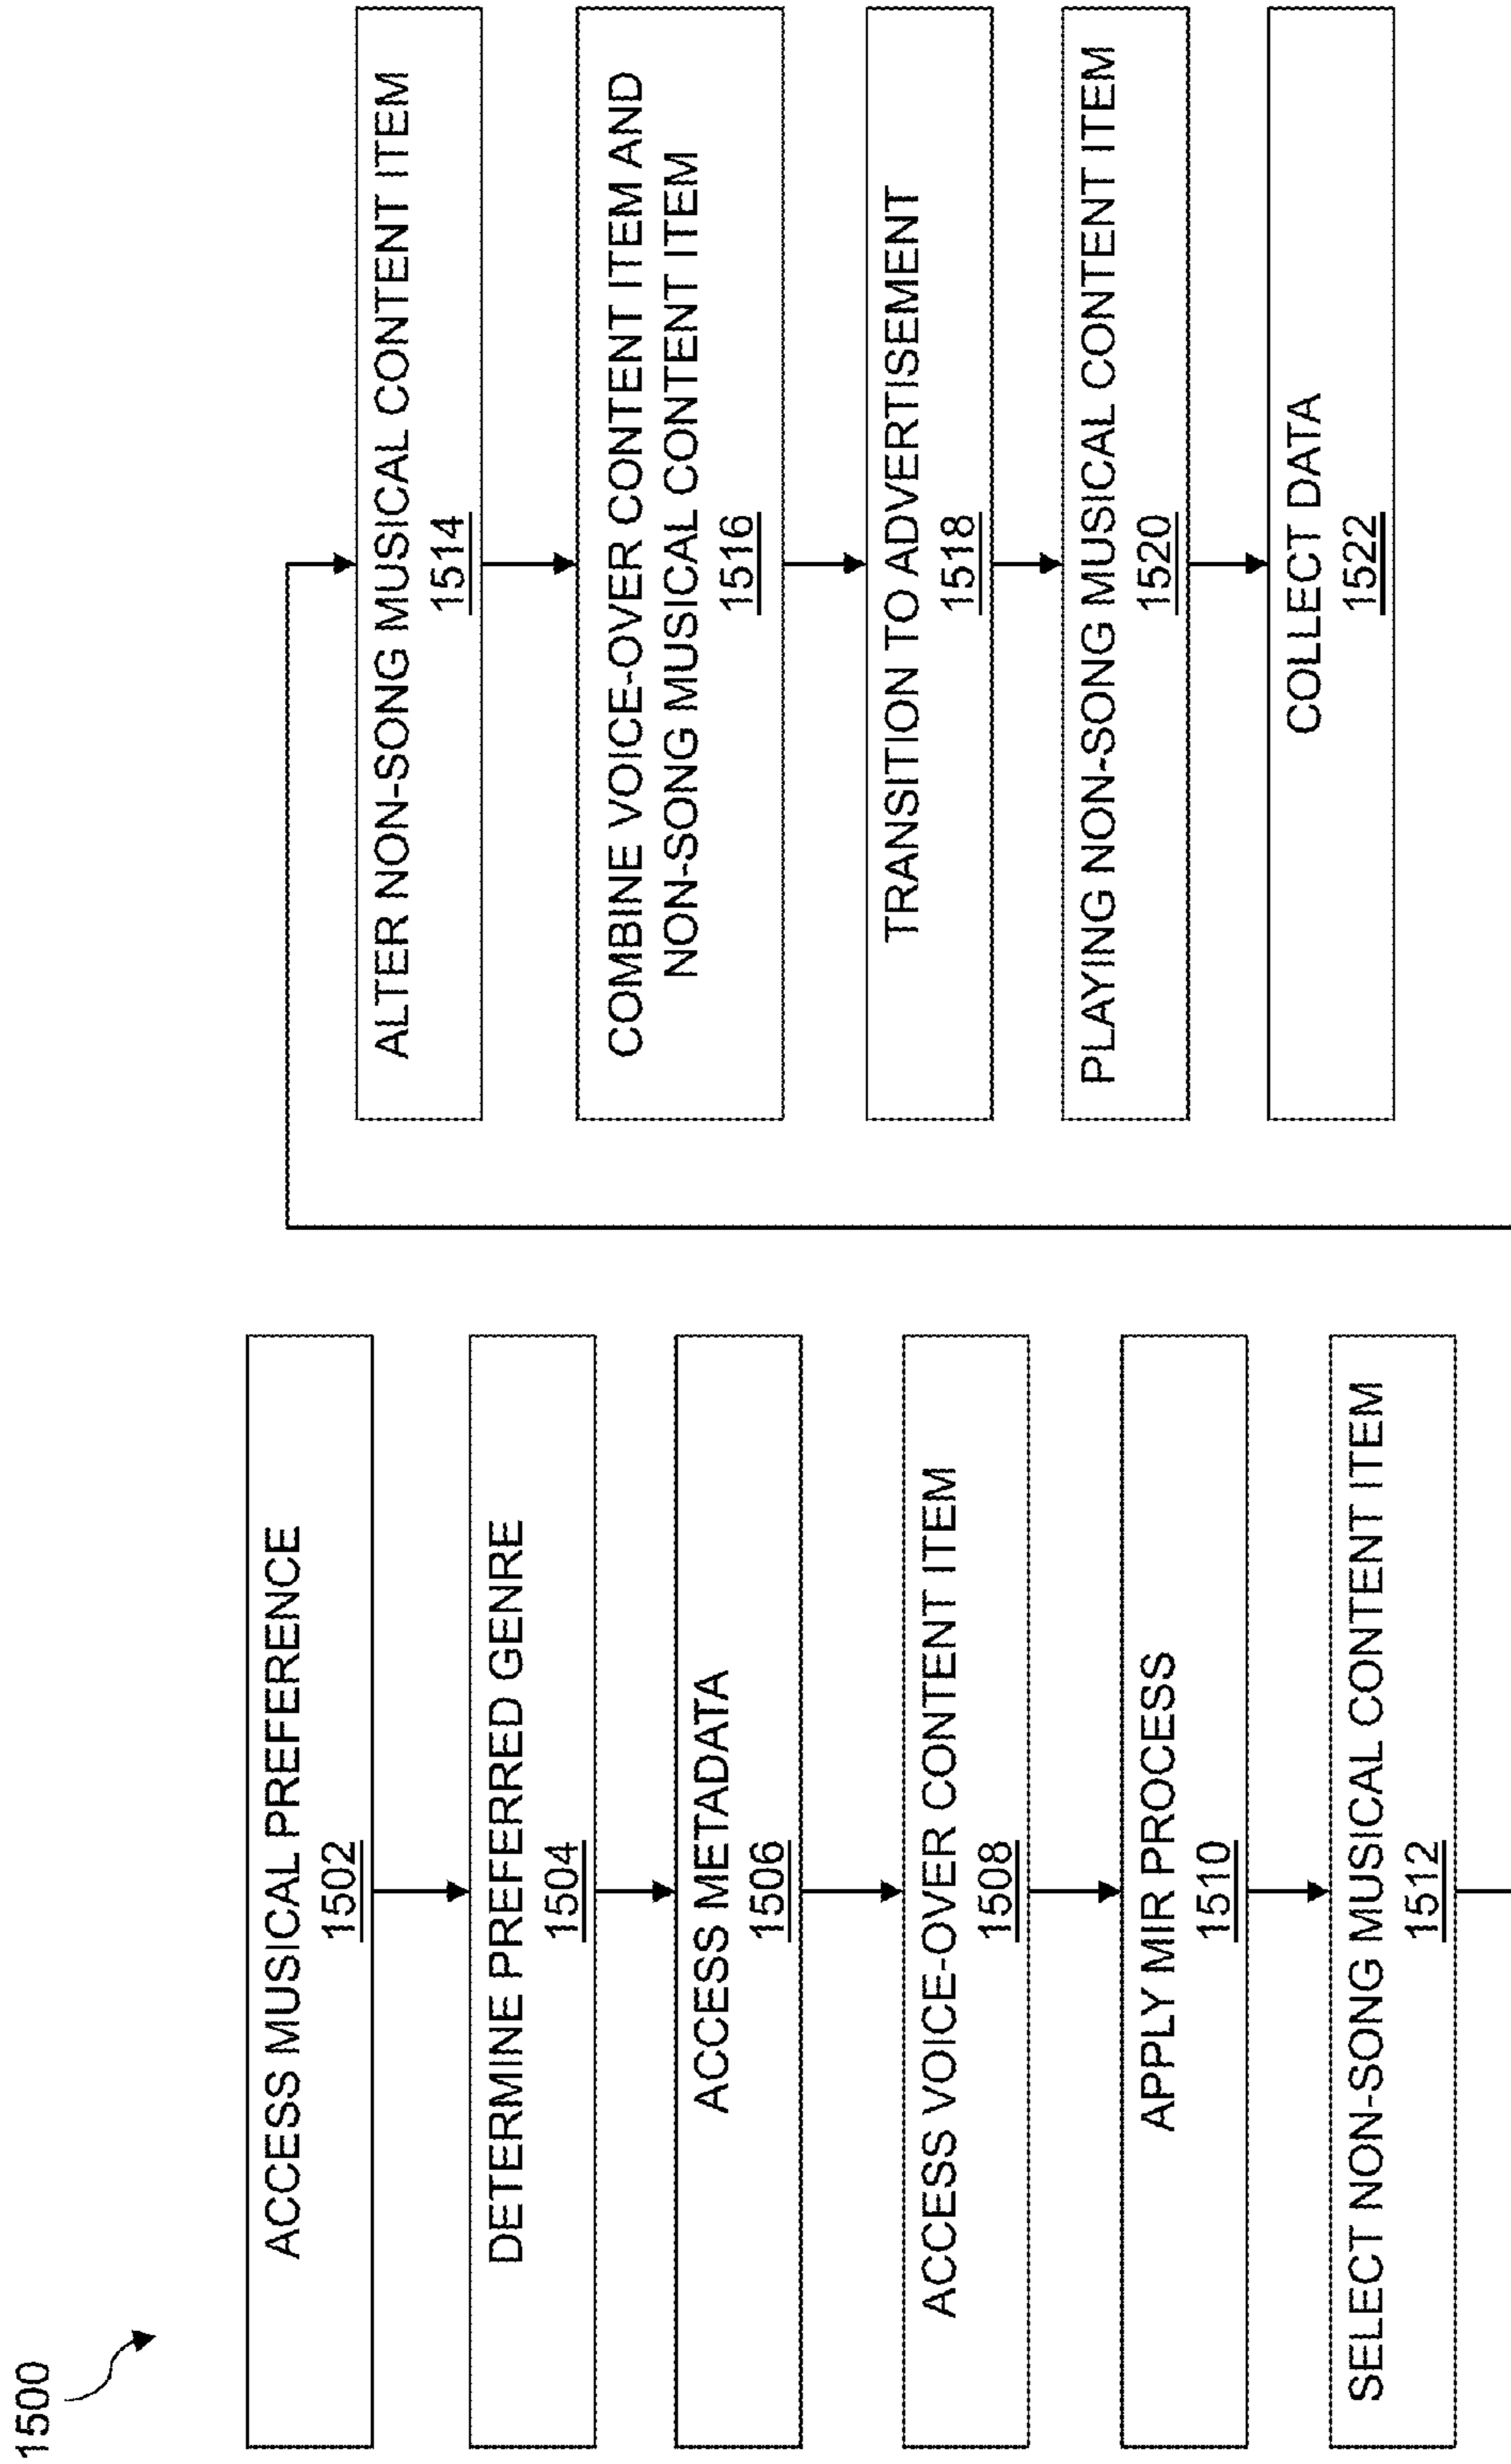 1500
ACCESS MUSICAL PREFERENCE
1502
DETERMINE PREFERRED GENRE
1504
ACCESS METADATA
1506
ACCESS VOICE-OVER CONTENT ITEM
1508
APPLY MIR PROCESS
1510
SELECT NON-SONG MUSICAL CONTENT ITEM
1512
ALTER NON-SONG MUSICAL CONTENT ITEM
1514
COMBINE VOICE-OVER CONTENT ITEM AND
NON-SONG MUSICAL CONTENT ITEM
1516
TRANSITION TO ADVERTISEMENT
1518
PLAYING NON-SONG MUSICAL CONTENT ITEM
1520
COLLECT DATA
1522